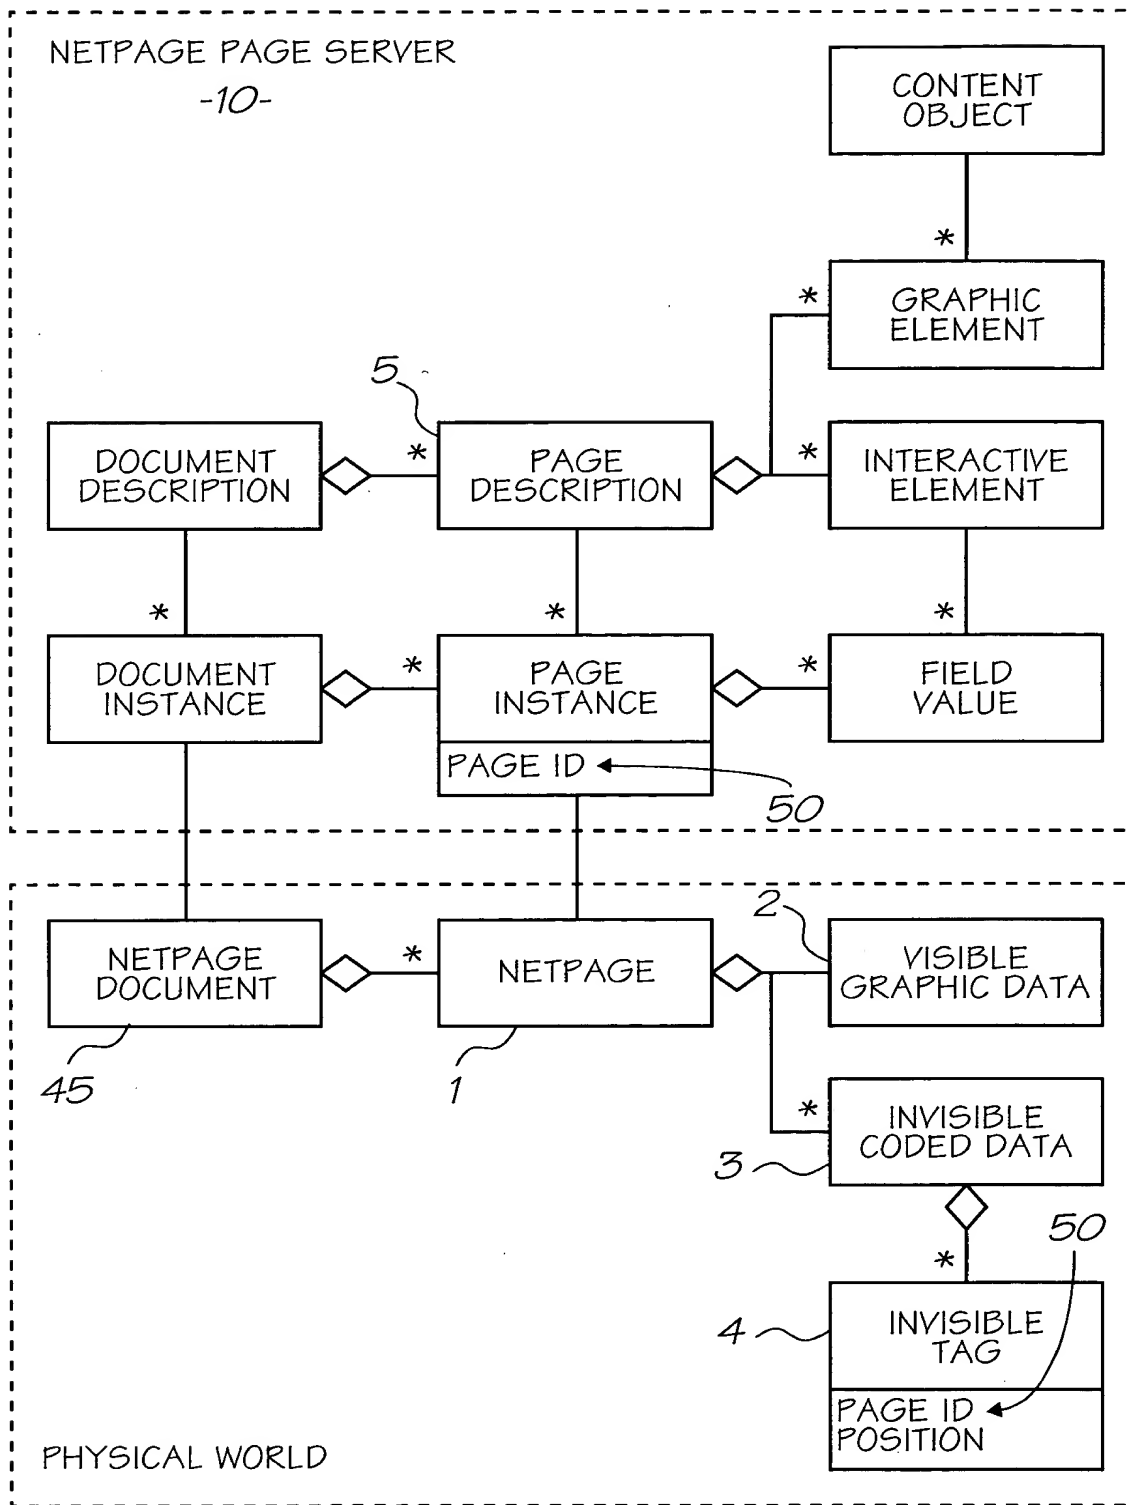 NETPAGE PAGE SERVER
-10-
CONTENT
OBJECT
*
GRAPHIC
ELEMENT
*
5
DOCUMENT
DESCRIPTION
*
PAGE
DESCRIPTION
*
INTERACTIVE
ELEMENT
*
*
*
DOCUMENT
INSTANCE
*
PAGE
INSTANCE
*
FIELD
VALUE
PAGE ID
50
2
NETPAGE
DOCUMENT
*
NETPAGE
VISIBLE
GRAPHIC DATA
45
1
*
INVISIBLE
CODED DATA
3
50
*
4
INVISIBLE
TAG
PAGE ID
POSITION
PHYSICAL WORLD